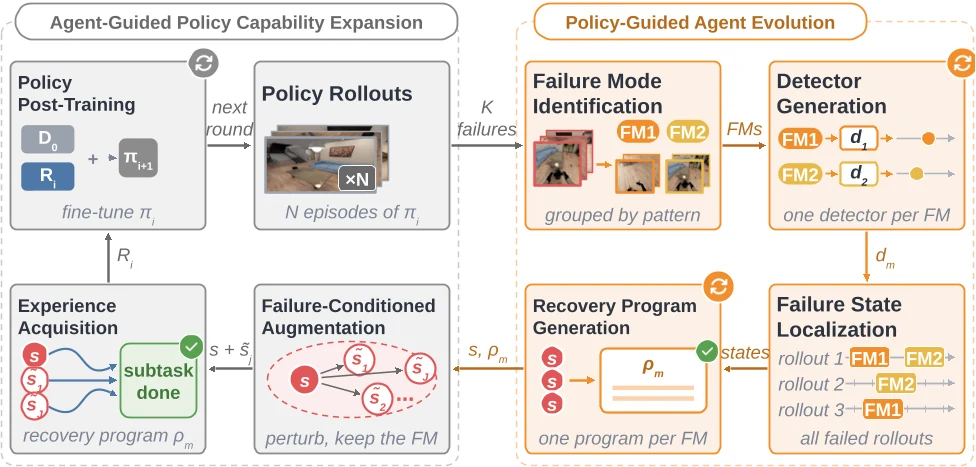 Agent-Guided Policy Capability Expansion
Policy-Guided Agent Evolution
Policy
Post-Training
D₀
Rᵢ
+
πᵢ₊₁
fine-tune πᵢ
next
round
Policy Rollouts
×N
N episodes of πᵢ
K
failures
Failure Mode
Identification
FM1 FM2
grouped by pattern
FMs
Detector
Generation
FM1 d₁
FM2 d₂
one detector per FM
Rᵢ
dₘ
Experience
Acquisition
s
s̃₁
s̃ⱼ
subtask
done
recovery program ρₘ
s + s̃ⱼ
Failure-Conditioned
Augmentation
s
s̃₁
s̃ⱼ
s̃₂ ...
perturb, keep the FM
s, ρₘ
Recovery Program
Generation
s
s
s
ρₘ
one program per FM
states
Failure State
Localization
rollout 1 FM1 FM2
rollout 2 FM2
rollout 3 FM1
all failed rollouts